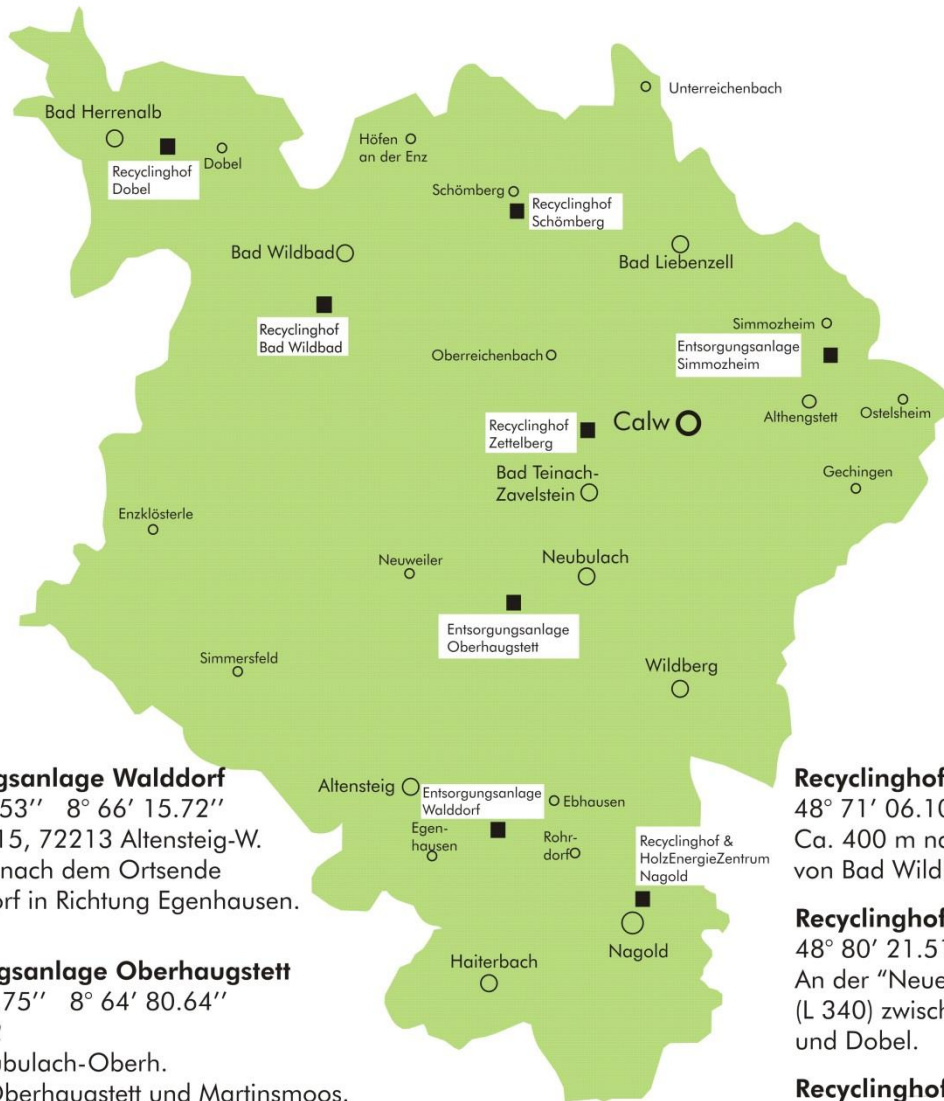 Unterreichenbach
Bad Herrenalb
Höfen
an der Enz
Dobel
Recyclinghof
Dobel
Schömberg
Recyclinghof
Schömberg
Bad Wildbad
Bad Liebenzell
Recyclinghof
Bad Wildbad
Simmozheim
Entsorgungsanlage
Simmozheim
Oberreichenbach
Althengstett
Ostelsheim
Calw
Recyclinghof
Zettelberg
Bad Teinach-
Zavelstein
Gechingen
Enzklösterle
Neuweiler
Neubulach
Entsorgungsanlage
Oberhaugstett
Simmersfeld
Wildberg
Altensteig
Entsorgungsanlage
Walddorf
Ebhausen
Egen-
hausen
Rohr-
dorf
Recyclinghof &
HolzEnergieZentrum
Nagold
Nagold
Haiterbach
gsanlage Walddorf
53’’ 8° 66’ 15.72’’
15, 72213 Altensteig-W.
nach dem Ortsende
orf in Richtung Egenhausen.
gsanlage Oberhaugstett
75’’ 8° 64’ 80.64’’
ubulach-Oberh.
Oberhaugstett und Martinsmoos.
Recyclinghof
48° 71’ 06.10
Ca. 400 m na
von Bad Wild
Recyclinghof
48° 80’ 21.51
An der “Neue
(L 340) zwisch
und Dobel.
Recyclinghof